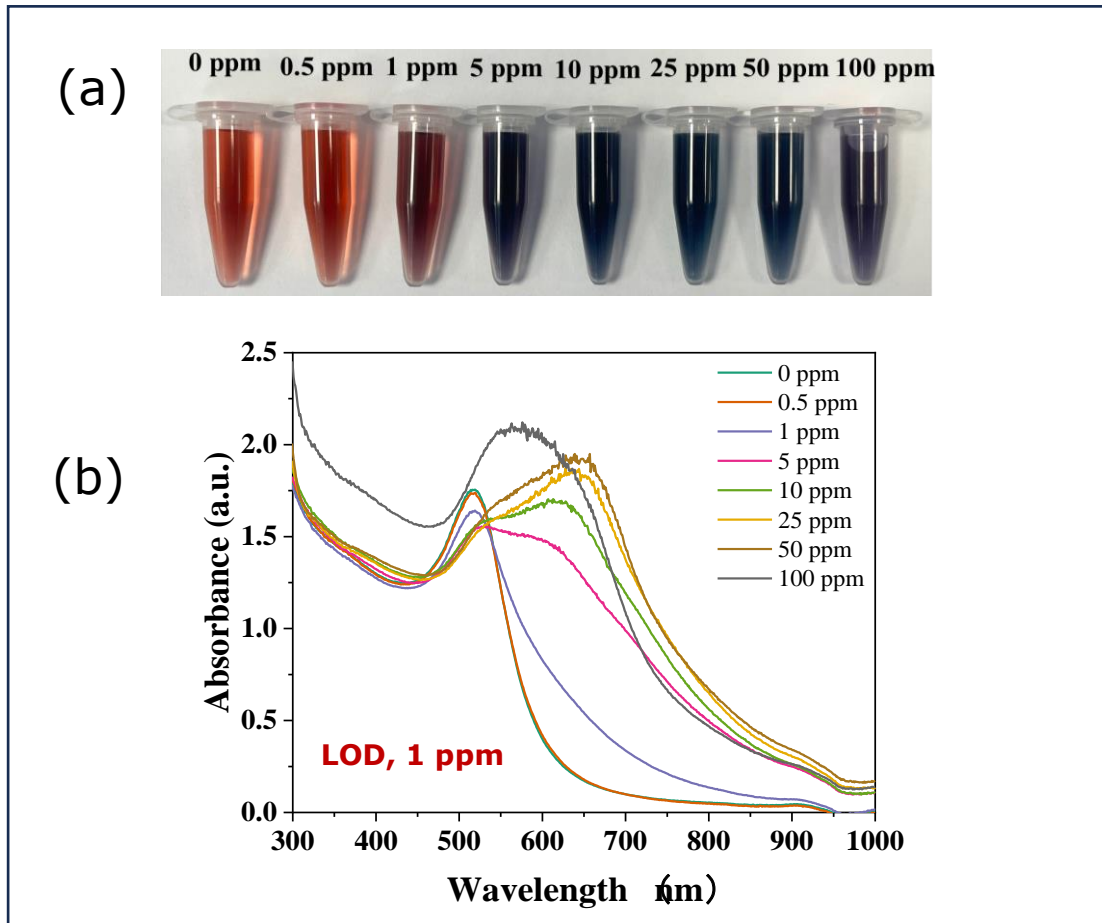 (a)
0 ppm 0.5 ppm 1 ppm 5 ppm 10 ppm 25 ppm 50 ppm 100 ppm
(b)
2.5
2.0
1.5
1.0
0.5
0.0
Absorbance (a.u.)
0 ppm
0.5 ppm
1 ppm
5 ppm
10 ppm
25 ppm
50 ppm
100 ppm
LOD, 1 ppm
300 400 500 600 700 800 900 1000
Wavelength （nm）